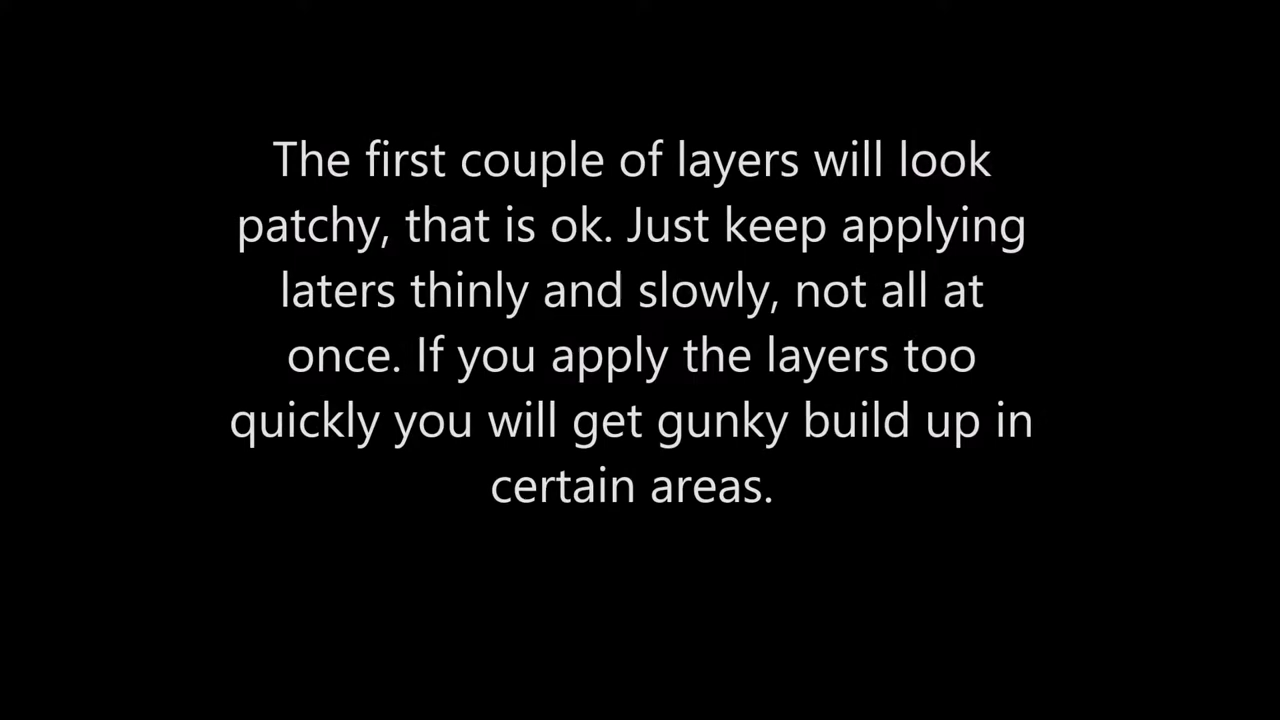 The first couple of layers will look
patchy, that is ok. Just keep applying
laters thinly and slowly, not all at
once. If you apply the layers too
quickly you will get gunky build up in
certain areas.